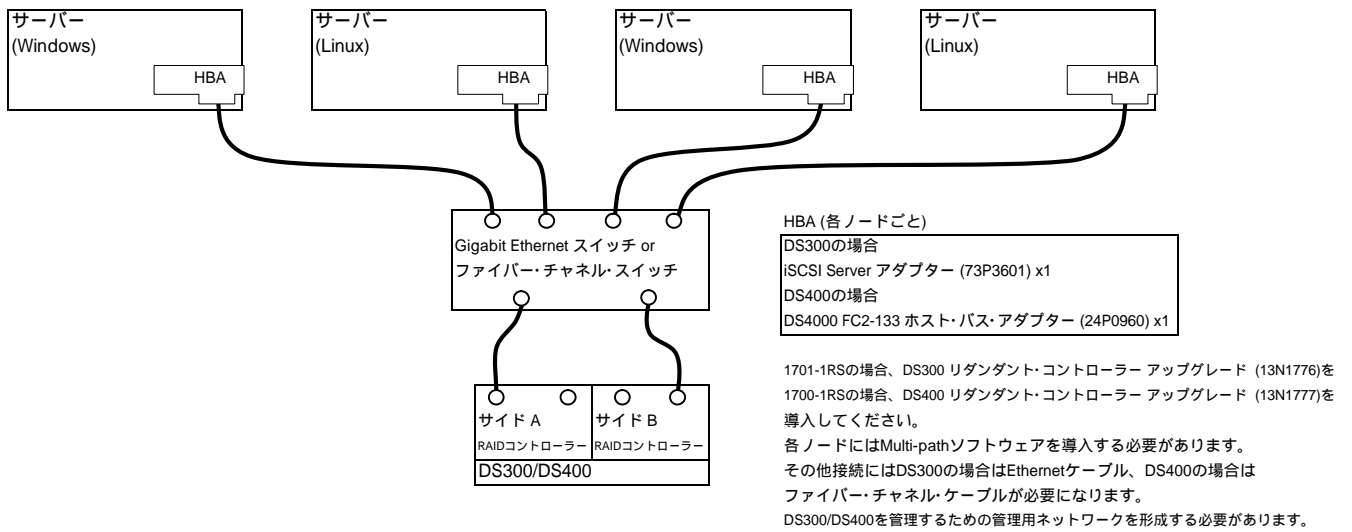 サーバー
(Windows)
HBA
サーバー
(Linux)
HBA
サーバー
(Windows)
HBA
サーバー
(Linux)
HBA
Gigabit Ethernet スイッチ or
ファイバー・チャネル・スイッチ
サイド A
RAIDコントローラー
サイド B
RAIDコントローラー
DS300/DS400
HBA (各ノードごと)
DS300の場合
iSCSI Server アダプター (73P3601) x1
DS400の場合
DS4000 FC2-133 ホスト・バス・アダプター (24P0960) x1
1701-1RSの場合、DS300 リダンダント・コントローラー アップグレード (13N1776)を
1700-1RSの場合、DS400 リダンダント・コントローラー アップグレード (13N1777)を
導入してください。
各ノードにはMulti-pathソフトウェアを導入する必要があります。
その他接続にはDS300の場合はEthernetケーブル、DS400の場合は
ファイバー・チャネル・ケーブルが必要になります。
DS300/DS400を管理するための管理用ネットワークを形成する必要があります。